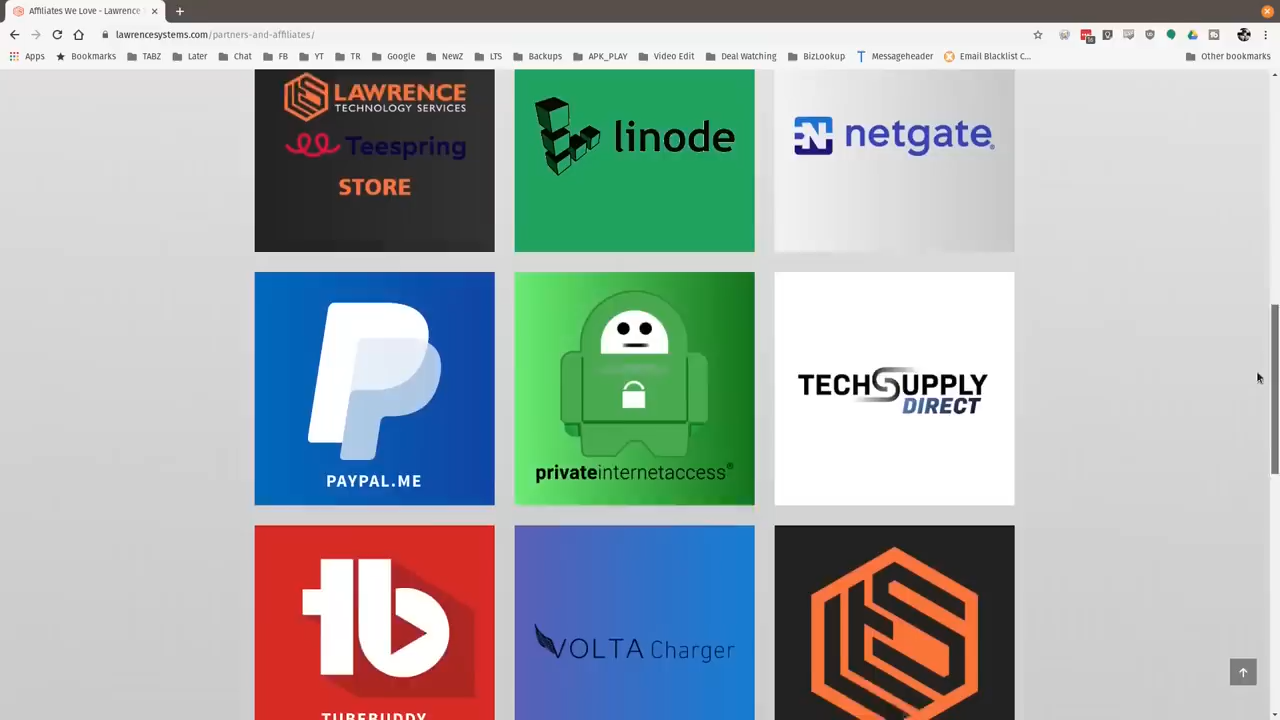 Affiliates We Love - Lawrence
lawrencesystems.com/partners-and-affiliates/
Apps Bookmarks TABZ Later Chat FB YT TR Google NewZ LTS Backups APK_PLAY Video Edit Deal Watching BizLookup Messageheader Email Blacklist C... Other bookmarks
LAWRENCE
TECHNOLOGY SERVICES
Teespring
STORE
linode
netgate®
PAYPAL.ME
privateinternetaccess®
TECHSUPPLY
DIRECT
TUBEBUDDY
VOLTA Charger